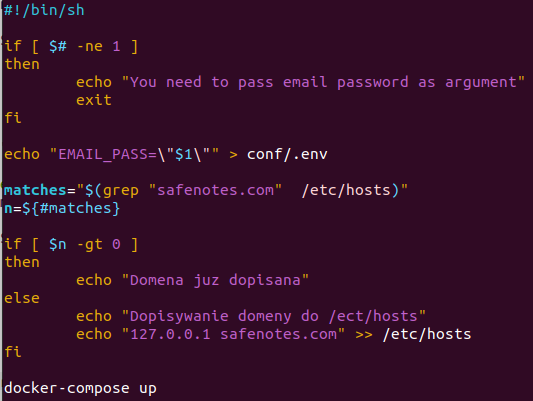 #!/bin/sh
if [ $# -ne 1 ]
then
echo "You need to pass email password as argument"
exit
fi
echo "EMAIL_PASS=\"$1\"" > conf/.env
matches="$(grep "safenotes.com"  /etc/hosts)"
n=${#matches}
if [ $n -gt 0 ]
then
echo "Domena juz dopisana"
else
echo "Dopisywanie domeny do /ect/hosts"
echo "127.0.0.1 safenotes.com" >> /etc/hosts
fi
docker-compose up